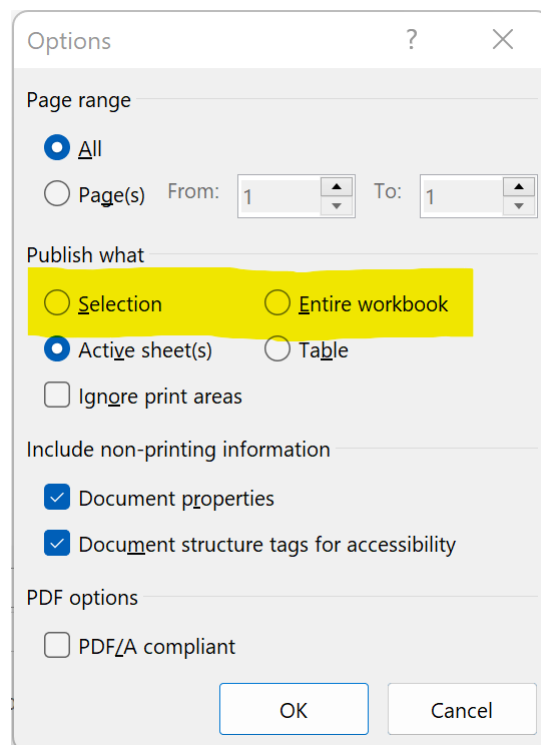 Options ?
Page range
All
Page(s) From: 1 To: 1
Publish what
Selection Entire workbook
Active sheet(s) Table
Ignore print areas
Include non-printing information
Document properties
Document structure tags for accessibility
PDF options
PDF/A compliant
OK Cancel